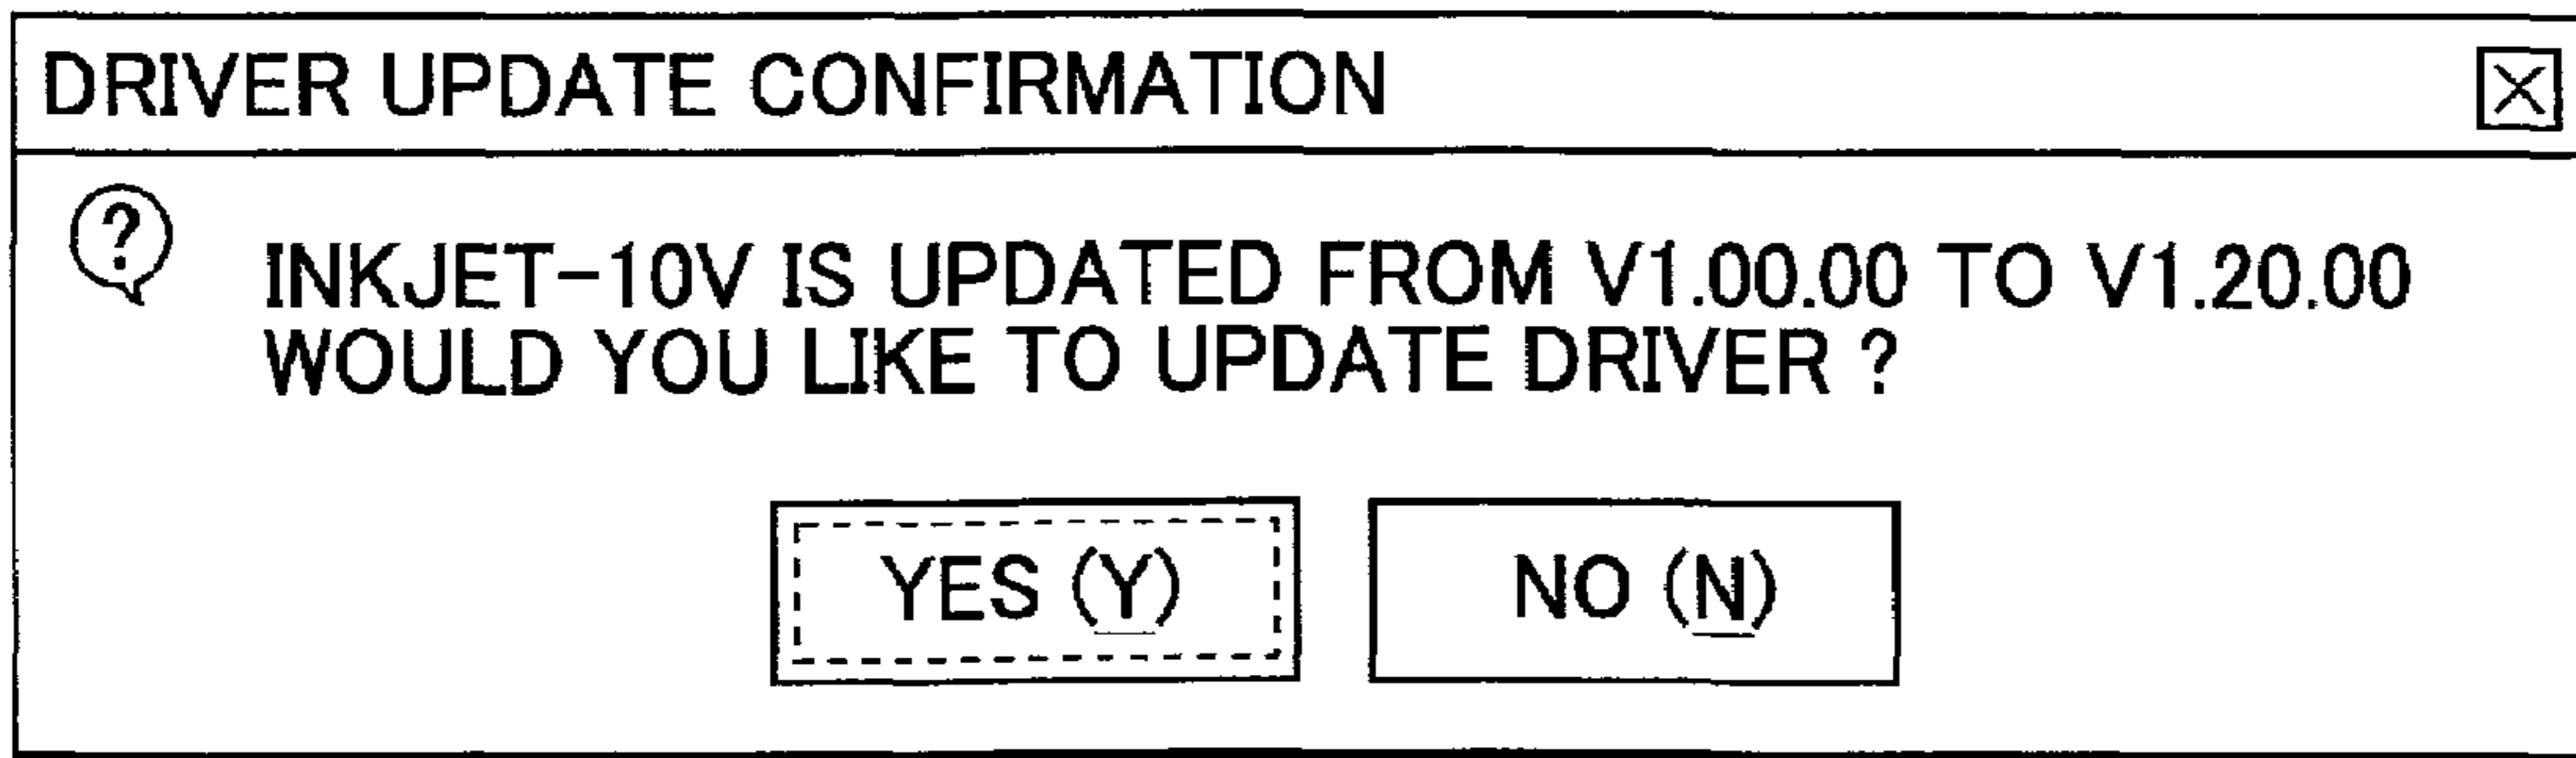 DRIVER UPDATE CONFIRMATION
?
INKJET-10V IS UPDATED FROM V1.00.00 TO V1.20.00
WOULD YOU LIKE TO UPDATE DRIVER ?
YES (Y)
NO (N)